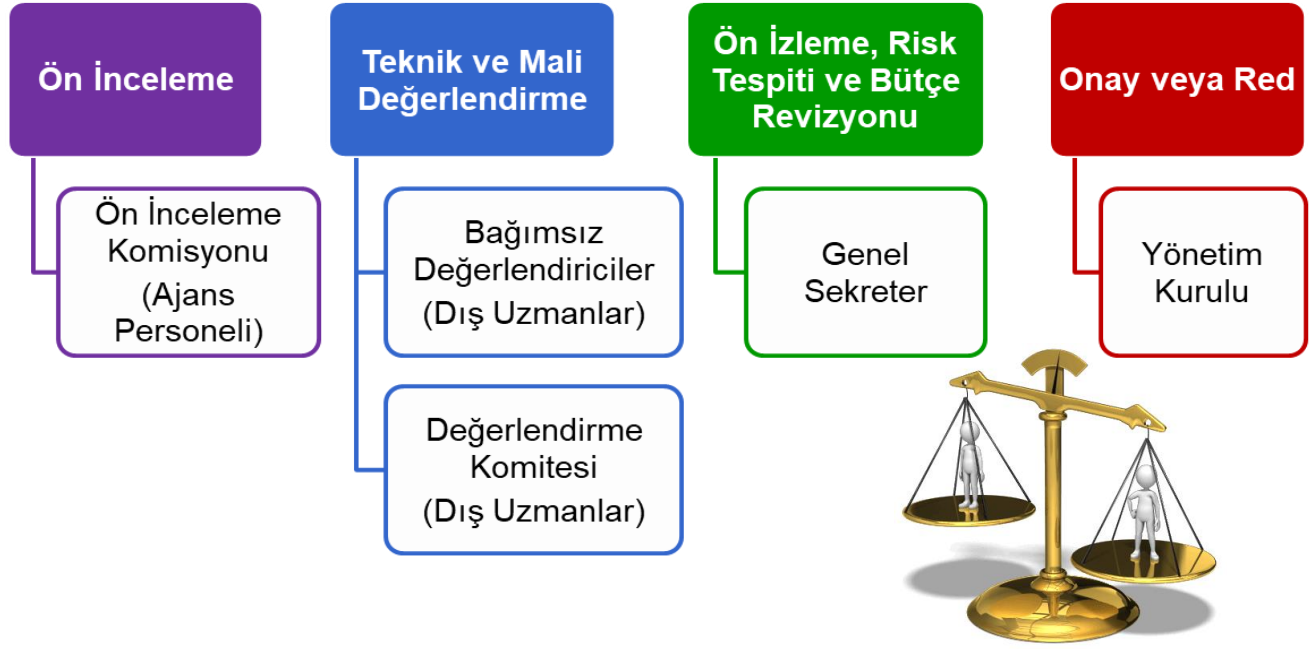 Ön İnceleme
Ön İnceleme
Komisyonu
(Ajans
Personeli)
Teknik ve Mali
Değerlendirme
Bağımsız
Değerlendiriciler
(Dış Uzmanlar)
Değerlendirme
Komitesi
(Dış Uzmanlar)
Ön İzleme, Risk
Tespiti ve Bütçe
Revizyonu
Genel
Sekreter
Onay veya Red
Yönetim
Kurulu